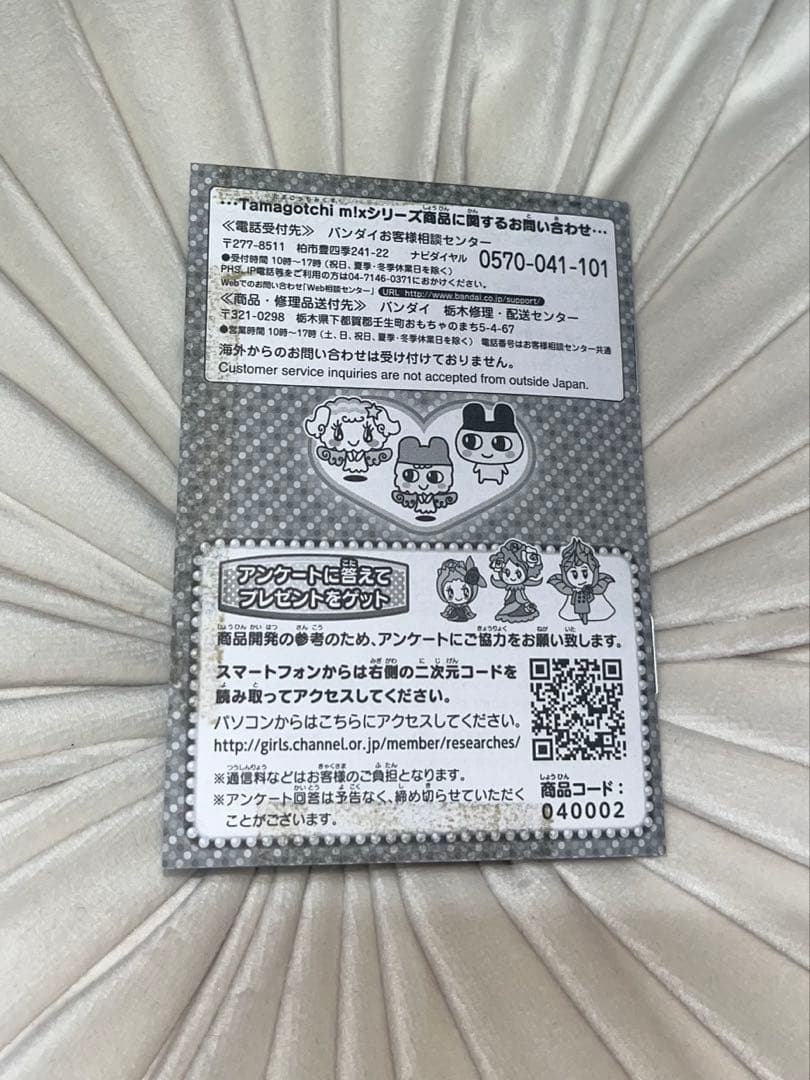 …Tamagotchi m!xシリーズ商品に関するお問い合わせ…
≪電話受付先≫ バンダイお客様相談センター
〒277-8511 柏市豊四季241-22 ナビダイヤル 0570-041-101
●受付時間 10時〜17時 (祝日、夏季・冬季休業日を除く)
PHS、IP電話等をご利用の方は04-7146-0371におかけください。
Webでのお問い合わせ「Web相談センター」 URL http://www.bandai.co.jp/support/
≪商品・修理品送付先≫ バンダイ 栃木修理・配送センター
〒321-0298 栃木県下都賀郡壬生町おもちゃのまち5-4-67
●営業時間 10時〜17時 (土、日、祝日、夏季・冬季休業日を除く) 電話番号はお客様相談センター共通
海外からのお問い合わせは受け付けておりません。
Customer service inquiries are not accepted from outside Japan.
アンケートに答えて
プレゼントをゲット
商品開発の参考のため、アンケートにご協力をお願い致します。
スマートフォンからは右側の二次元コードを
読み取ってアクセスしてください。
パソコンからはこちらにアクセスしてください。
http://girls.channel.or.jp/member/researches/
※通信料などはお客様のご負担となります。
※アンケート回答は予告なく、締め切らせていただく
ことがございます。
商品コード:
040002